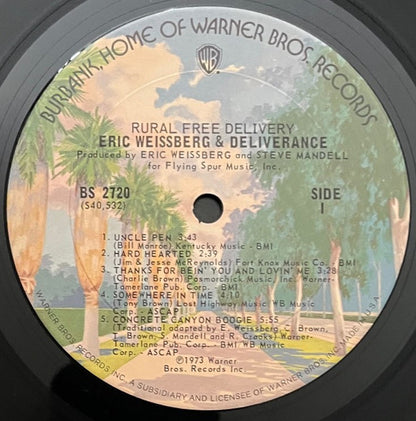 BURBANK, HOME OF WARNER BROS. RECORDS
WB
RURAL FREE DELIVERY
ERIC WEISSBERG & DELIVERANCE
Produced by ERIC WEISSBERG and STEVE MANDELL
for Flying Spur Music, Inc.
BS 2720
(S40,532)
SIDE
1
1. UNCLE PEN 3:43
(Bill Monroe) Kentucky Music - BMI
2. HARD HEARTED 2:39
(Jim & Jesse McReynolds) Fort Knox Music Co. - BMI
3. THANKS FOR BEIN' YOU AND LOVIN' ME 3:28
(Charlie Brown) Pasmorchick Music Inc. Warner-
Tamerlane Pub. Corp. - BMI
4. SOMEWHERE IN TIME 4:10
(Tony Brown) Lost Highway Music WB Music
Corp. - ASCAP
5. CONCRETE CANYON BOOGIE 5:55
(Traditional adapted by E. Weissberg, C. Brown,
T. Brown, S. Mandell and R. Crooks) Warner-
Tamerlane Pub. Corp. - BMI WB Music
Corp. - ASCAP
℗1973 Warner
Bros. Records Inc.
WARNER BROS. RECORDS INC., A SUBSIDIARY AND LICENSEE OF WARNER BROS. INC. MADE IN U.S.A.